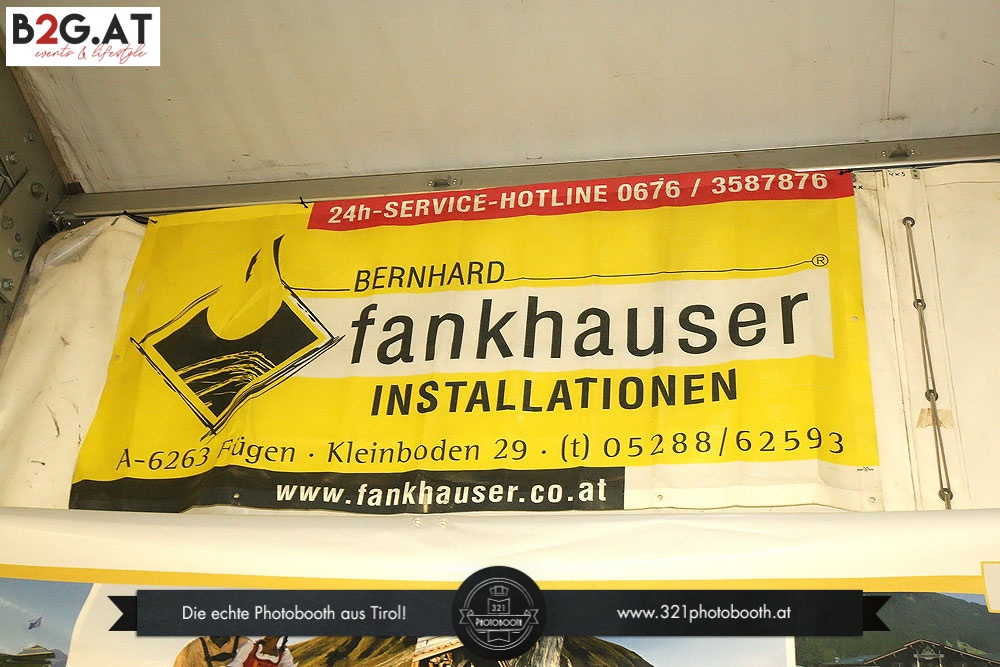 B2G.AT
events & lifestyle
24h-SERVICE-HOTLINE 0676 / 3587876
BERNHARD ®
fankhauser
INSTALLATIONEN
A-6263 Fügen · Kleinboden 29 · (t) 05288/62593
www.fankhauser.co.at
Die echte Photobooth aus Tirol!
321
PHOTOBOOTH
www.321photobooth.at